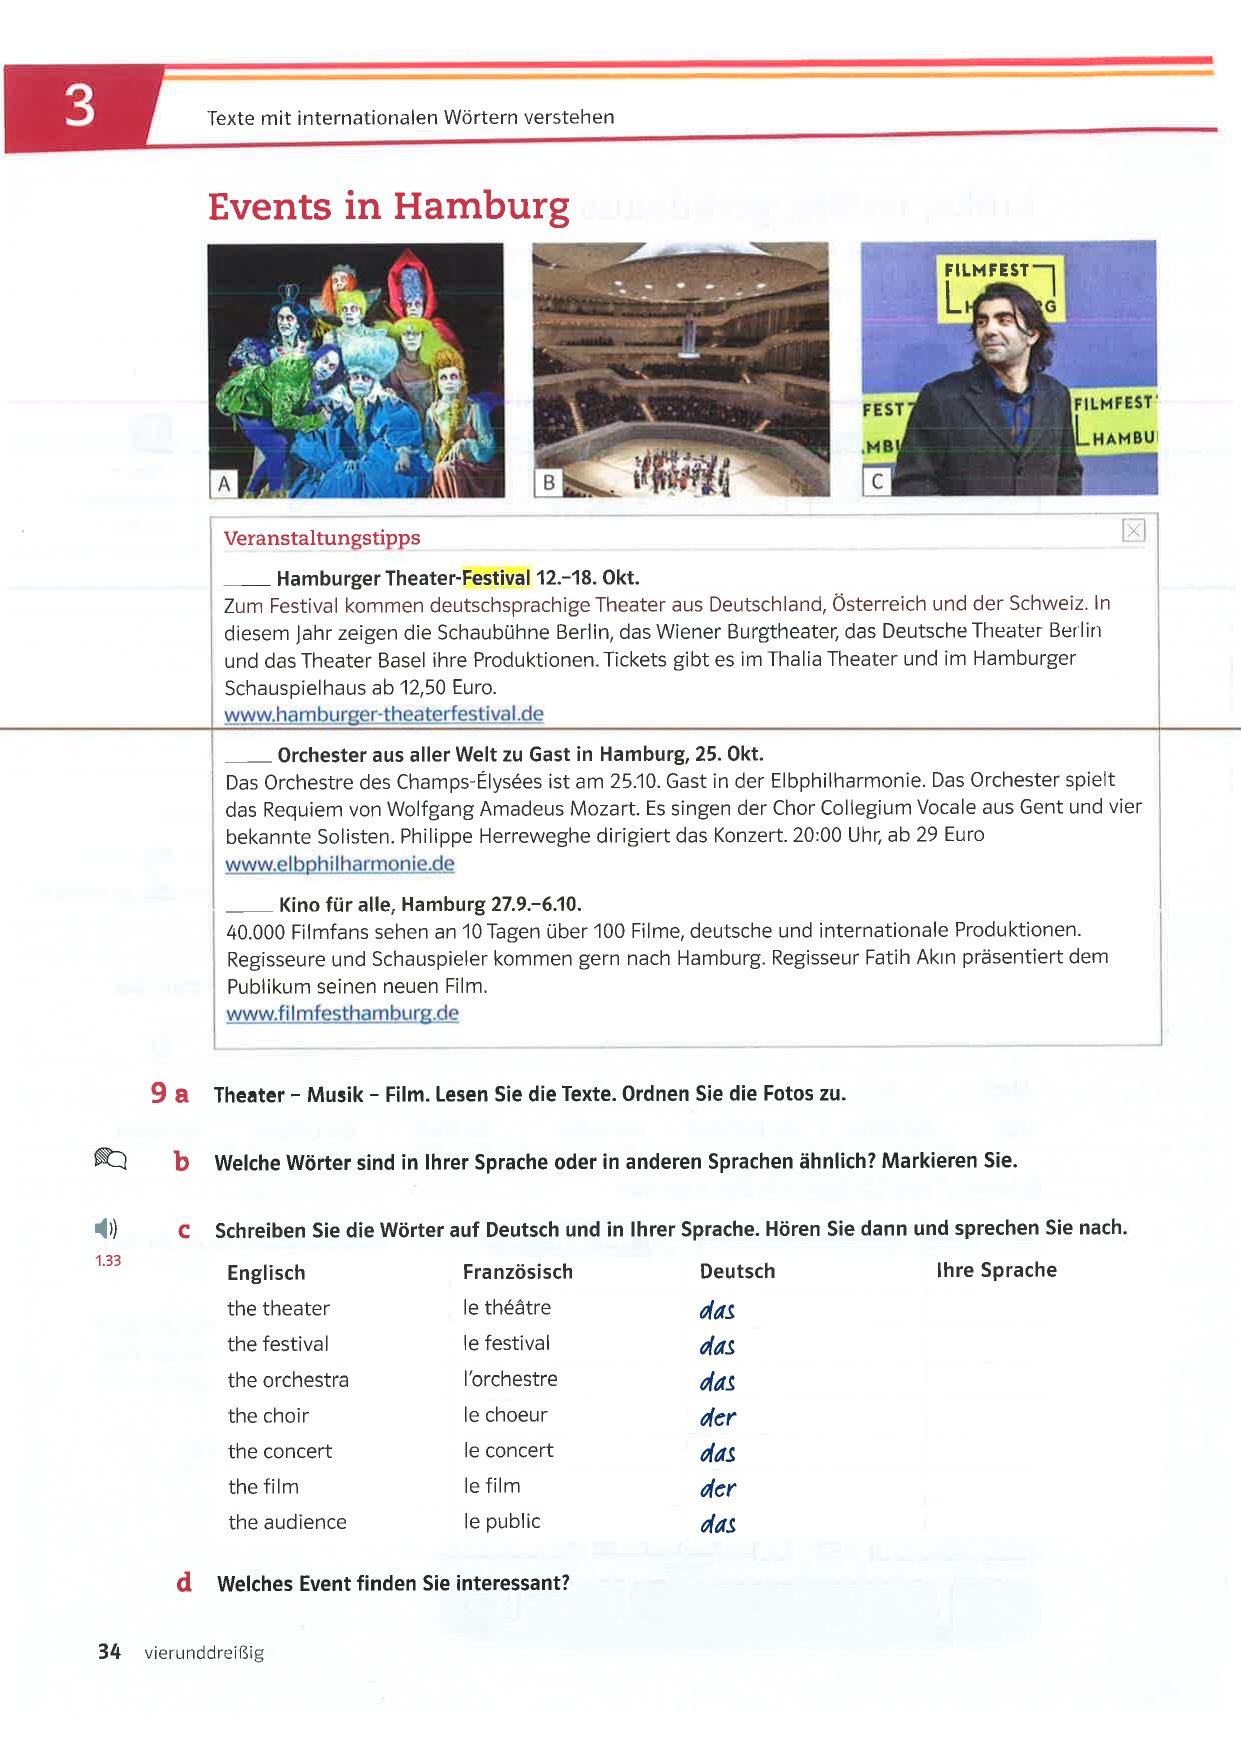 3
Texte mit internationalen Wörtern verstehen
Events in Hamburg
FILMFEST
FEST
FILMFEST
HAMBU
A
B
C
Veranstaltungstipps
____ Hamburger Theater-Festival 12.–18. Okt.
Zum Festival kommen deutschsprachige Theater aus Deutschland, Österreich und der Schweiz. In
diesem Jahr zeigen die Schaubühne Berlin, das Wiener Burgtheater, das Deutsche Theater Berlin
und das Theater Basel ihre Produktionen. Tickets gibt es im Thalia Theater und im Hamburger
Schauspielhaus ab 12,50 Euro.
www.hamburger-theaterfestival.de
____ Orchester aus aller Welt zu Gast in Hamburg, 25. Okt.
Das Orchestre des Champs-Élysées ist am 25.10. Gast in der Elbphilharmonie. Das Orchester spielt
das Requiem von Wolfgang Amadeus Mozart. Es singen der Chor Collegium Vocale aus Gent und vier
bekannte Solisten. Philippe Herreweghe dirigiert das Konzert. 20:00 Uhr, ab 29 Euro
www.elbphilharmonie.de
____ Kino für alle, Hamburg 27.9.–6.10.
40.000 Filmfans sehen an 10 Tagen über 100 Filme, deutsche und internationale Produktionen.
Regisseure und Schauspieler kommen gern nach Hamburg. Regisseur Fatih Akın präsentiert dem
Publikum seinen neuen Film.
www.filmfesthamburg.de
9 a Theater – Musik – Film. Lesen Sie die Texte. Ordnen Sie die Fotos zu.
b Welche Wörter sind in Ihrer Sprache oder in anderen Sprachen ähnlich? Markieren Sie.
c Schreiben Sie die Wörter auf Deutsch und in Ihrer Sprache. Hören Sie dann und sprechen Sie nach.
1.33
Englisch Französisch Deutsch Ihre Sprache
the theater le théâtre das
the festival le festival das
the orchestra l'orchestre das
the choir le choeur der
the concert le concert das
the film le film der
the audience le public das
d Welches Event finden Sie interessant?
34 vierunddreißig